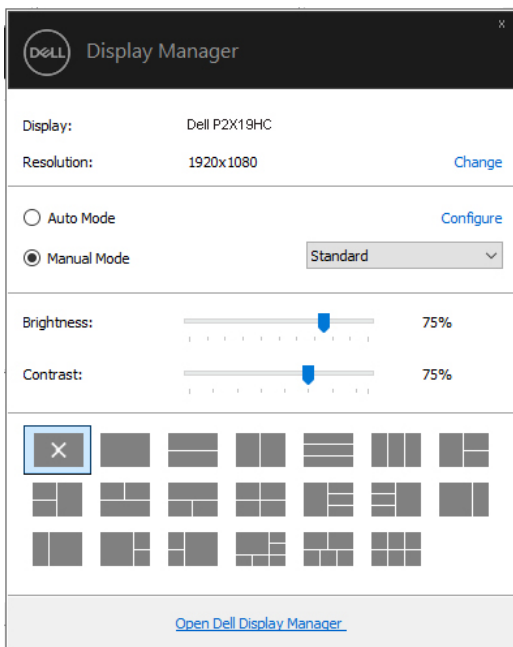 x
DELL Display Manager
Display: Dell P2X19HC
Resolution: 1920x1080 Change
Auto Mode Configure
Manual Mode Standard
Brightness: 75%
Contrast: 75%
Open Dell Display Manager